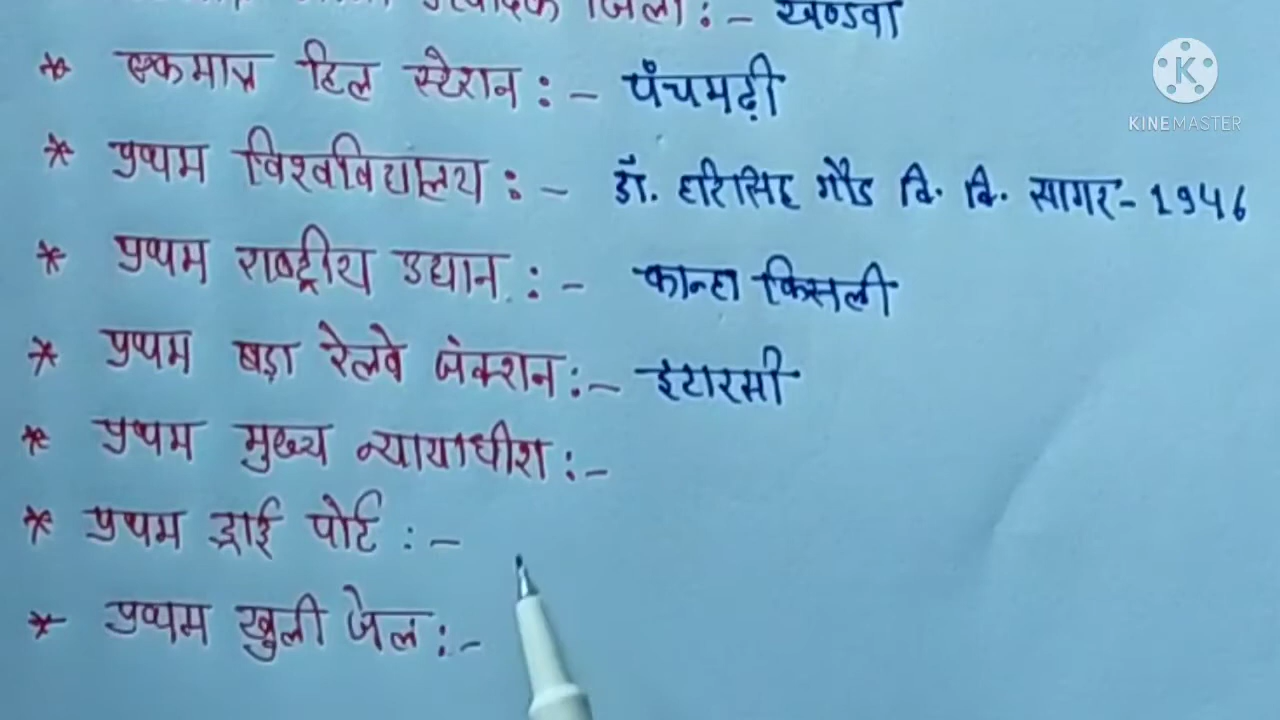 उत्पादक जिला :- खण्डवा
* एकमात्र हिल स्टेशन :- पंचमढ़ी
K
KINEMASTER
* प्रथम विश्वविद्यालय :- डॉ. हरिसिंह गौड वि. वि. सागर - 1946
* प्रथम राष्ट्रीय उद्यान :- कान्हा किसली
* प्रथम बड़ा रेलवे जंक्शन :- इटारसी
* प्रथम मुख्य न्यायाधीश :-
* प्रथम ड्राई पोर्ट :-
* प्रथम खुली जेल :-